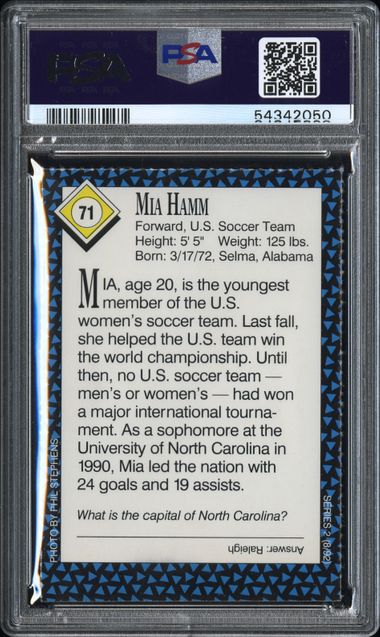 PSA
PSA
54342050
71
MIA HAMM
Forward, U.S. Soccer Team
Height: 5' 5" Weight: 125 lbs.
Born: 3/17/72, Selma, Alabama
MIA, age 20, is the youngest
member of the U.S.
women's soccer team. Last fall,
she helped the U.S. team win
the world championship. Until
then, no U.S. soccer team —
men's or women's — had won
a major international tourna-
ment. As a sophomore at the
University of North Carolina in
1990, Mia led the nation with
24 goals and 19 assists.
What is the capital of North Carolina?
Answer: Raleigh
PHOTO BY PHIL STEPHENS
SERIES 2 (8/92)